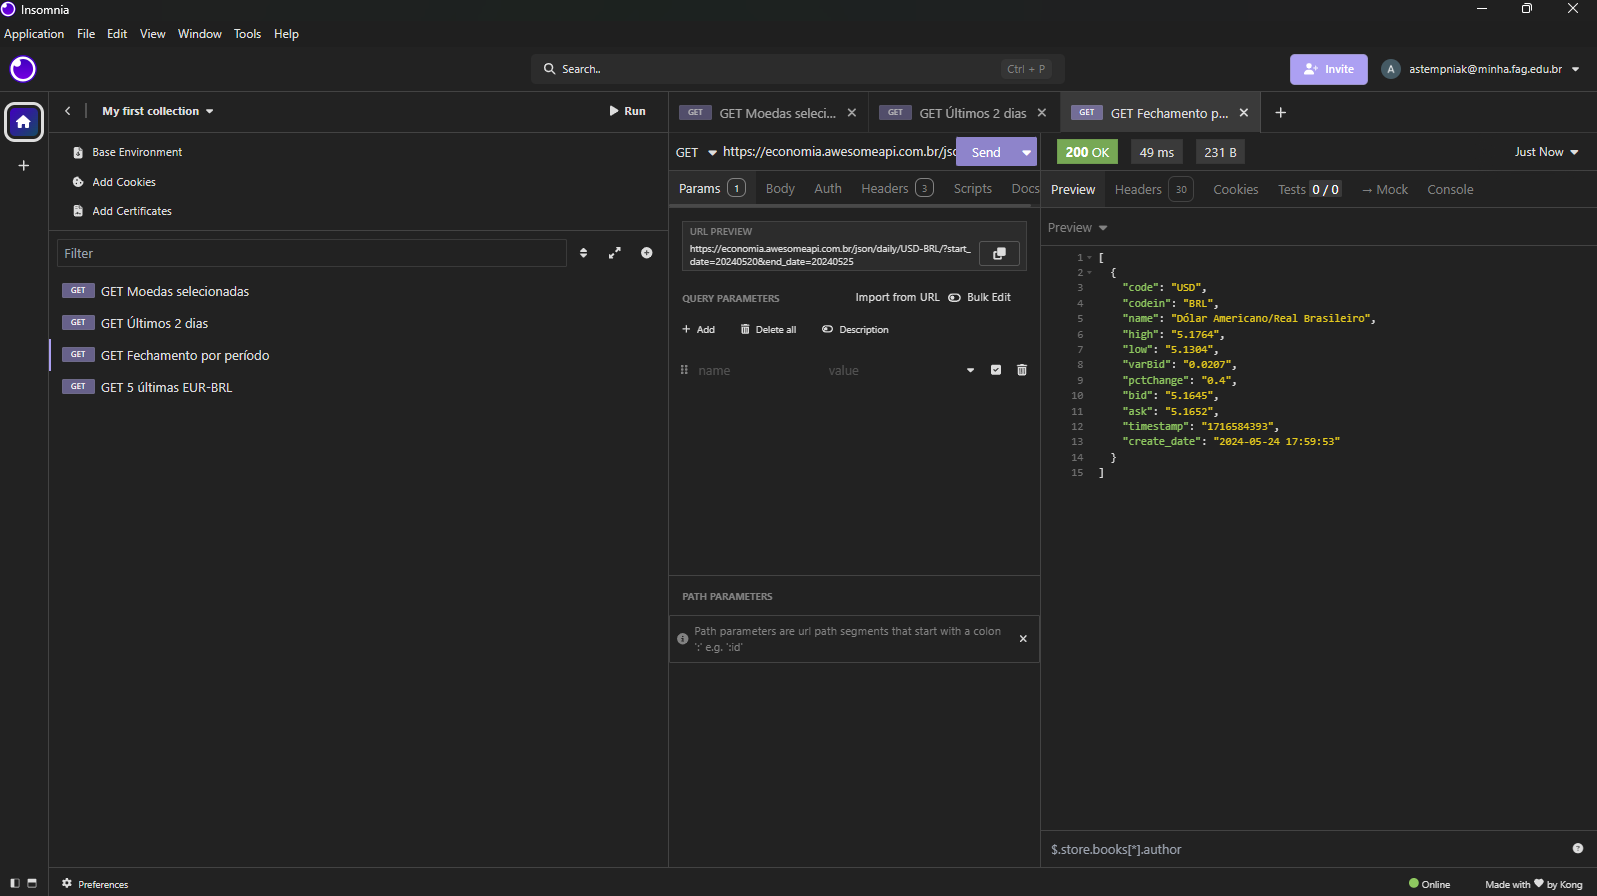 Insomnia
Application File Edit View Window Tools Help
Search.. Ctrl + P
Invite
A astempniak@minha.fag.edu.br
My first collection
Run
Base Environment
Add Cookies
Add Certificates
Filter
GET GET Moedas selecionadas
GET GET Últimos 2 dias
GET GET Fechamento por período
GET GET 5 últimas EUR-BRL
GET GET Moedas seleci...
GET GET Últimos 2 dias
GET GET Fechamento p...
GET https://economia.awesomeapi.com.br/jsc Send
Params 1 Body Auth Headers 3 Scripts Docs
URL PREVIEW
https://economia.awesomeapi.com.br/json/daily/USD-BRL/?start_
date=20240520&end_date=20240525
QUERY PARAMETERS Import from URL Bulk Edit
Add Delete all Description
name value
PATH PARAMETERS
Path parameters are url path segments that start with a colon
':' e.g. ':id'
200 OK 49 ms 231 B Just Now
Preview Headers 30 Cookies Tests 0 / 0 → Mock Console
Preview
1 [
2 {
3 "code": "USD",
4 "codein": "BRL",
5 "name": "Dólar Americano/Real Brasileiro",
6 "high": "5.1764",
7 "low": "5.1304",
8 "varBid": "0.0207",
9 "pctChange": "0.4",
10 "bid": "5.1645",
11 "ask": "5.1652",
12 "timestamp": "1716584393",
13 "create_date": "2024-05-24 17:59:53"
14 }
15 ]
$.store.books[*].author
Preferences
Online Made with ♥ by Kong